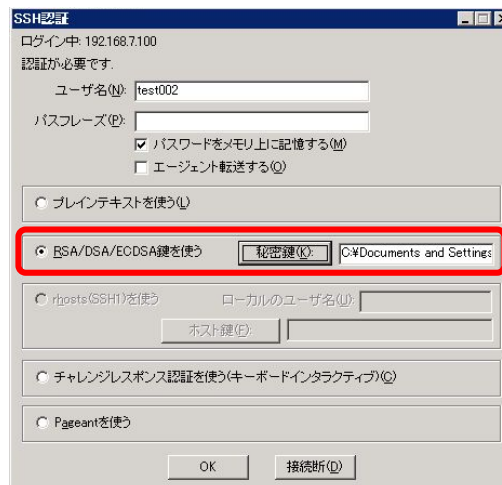 SSH認証
ログイン中: 192.168.7.100
認証が必要です.
ユーザ名(N): test002
パスフレーズ(P):
パスワードをメモリ上に記憶する(M)
エージェント転送する(O)
プレインテキストを使う(L)
RSA/DSA/ECDSA鍵を使う 秘密鍵(K): C:¥Documents and Settings
rhosts(SSH1)を使う ローカルのユーザ名(U):
ホスト鍵(F):
チャレンジレスポンス認証を使う(キーボードインタラクティブ)(C)
Pageantを使う
OK 接続断(D)